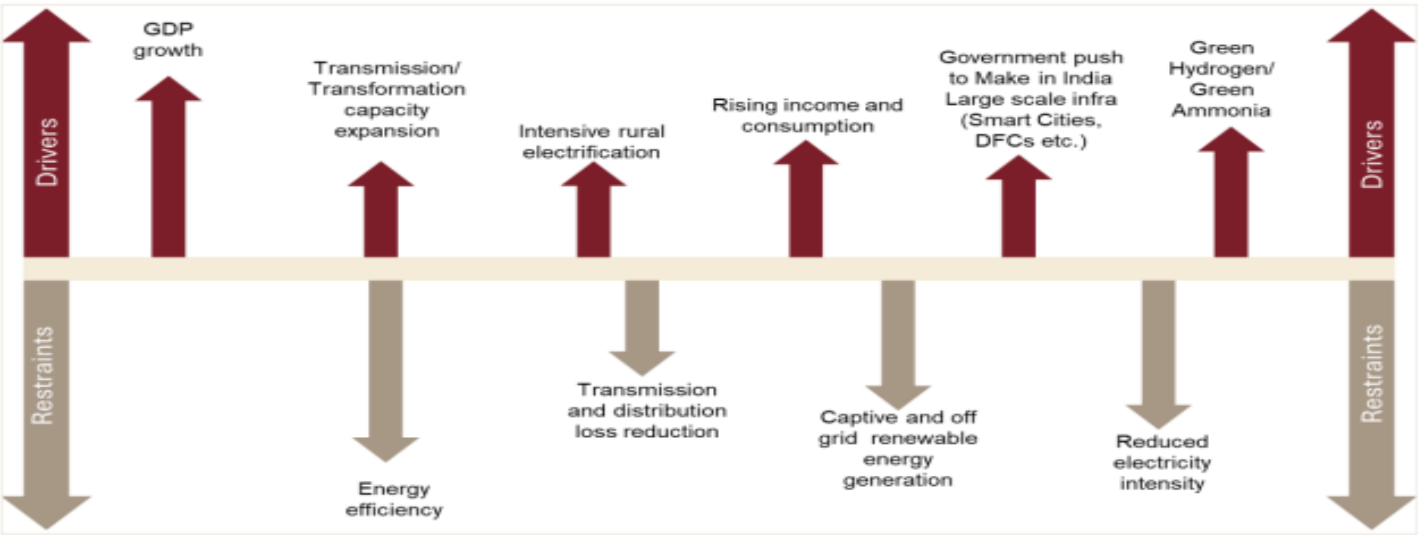 Drivers
GDP
growth
Transmission/
Transformation
capacity
expansion
Intensive rural
electrification
Rising income and
consumption
Government push
to Make in India
Large scale infra
(Smart Cities,
DFCs etc.)
Green
Hydrogen/
Green
Ammonia
Drivers
Restraints
Energy
efficiency
Transmission
and distribution
loss reduction
Captive and off
grid renewable
energy
generation
Reduced
electricity
intensity
Restraints